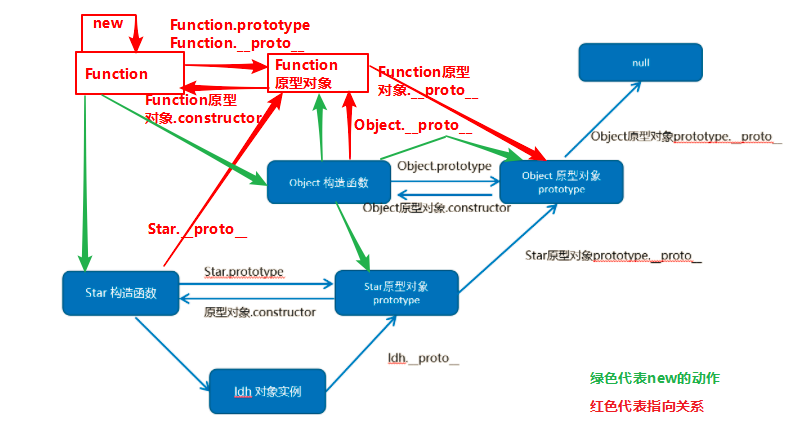 new
Function.prototype
Function.__proto__
Function
Function
原型对象
Function原型
对象.__proto__
null
Function原型
对象.constructor
Object.__proto__
Object原型对象prototype.__proto__
Object 构造函数
Object.prototype
Object 原型对象
prototype
Object原型对象.constructor
Star.__proto__
Star原型对象prototype.__proto__
Star 构造函数
Star.prototype
Star原型对象
prototype
原型对象.constructor
ldh.__proto__
ldh 对象实例
绿色代表new的动作
红色代表指向关系